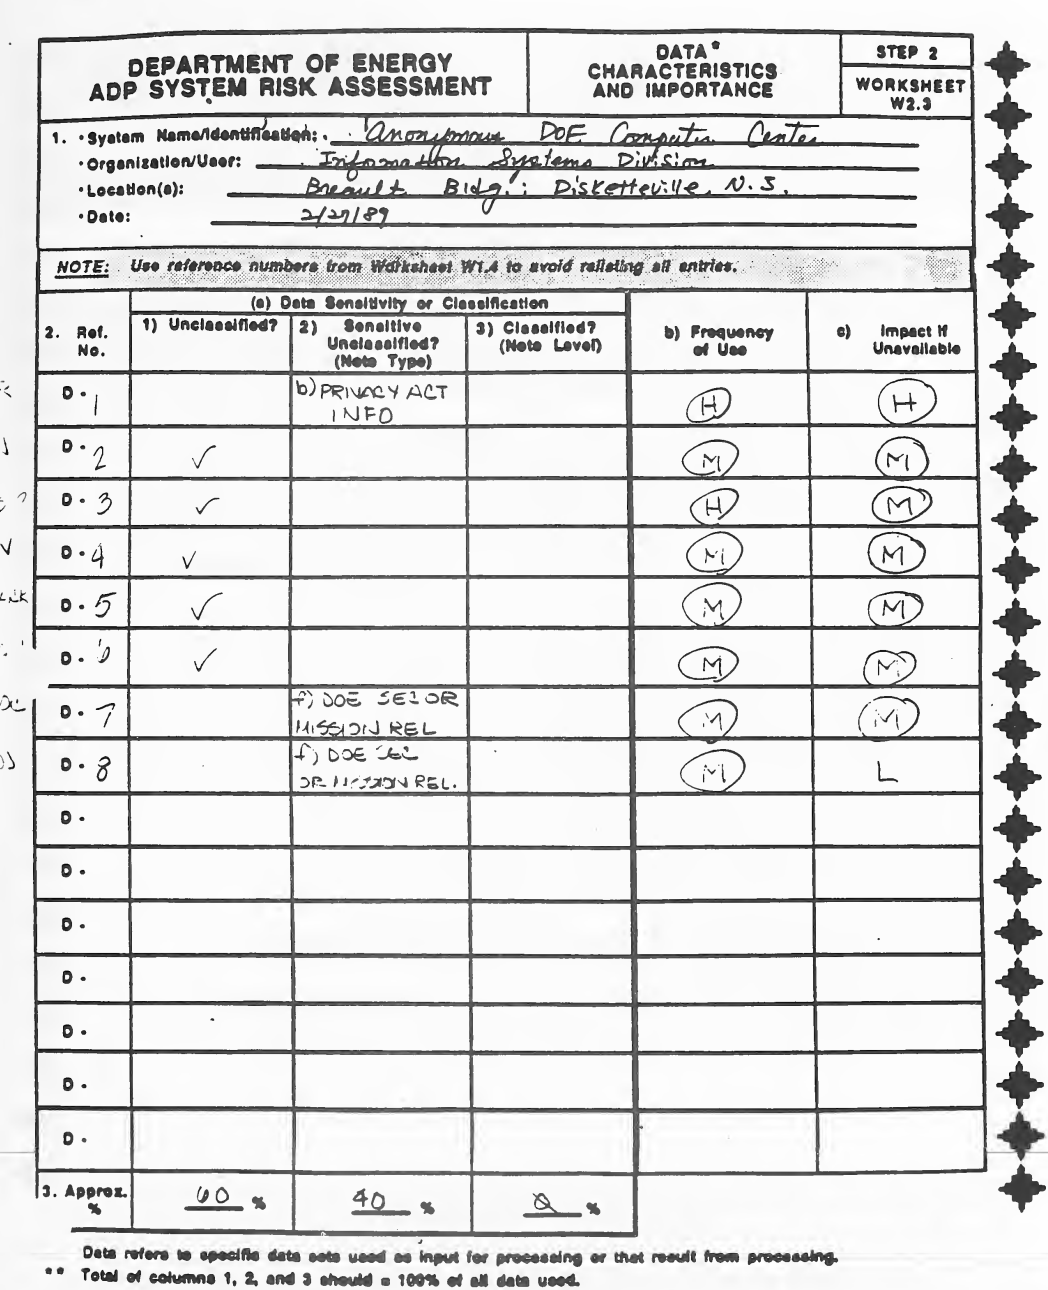 DEPARTMENT OF ENERGY
ADP SYSTEM RISK ASSESSMENT
DATA*
CHARACTERISTICS
AND IMPORTANCE
STEP 2
WORKSHEET
W2.3
1. • System Name/Identification: Anonymous DOE Computer Center
• Organization/User: Information Systems Division
• Location(s): Breault Bldg.: Disketteville, N.J.
• Date: 2/27/89
NOTE: Use reference numbers from Worksheet W1.4 to avoid relisting all entries.
(a) Data Sensitivity or Classification
2. Ref. No.
1) Unclassified?
2) Sensitive Unclassified? (Note Type)
3) Classified? (Note Level)
b) Frequency of Use
c) Impact If Unavailable
D - 1 b) PRIVACY ACT INFO H H
D - 2 ✓ M M
D - 3 ✓ H M
D - 4 ✓ M M
D - 5 ✓ M M
D - 6 ✓ M M
D - 7 f) DOE SEC OR MISSION REL M M
D - 8 f) DOE SEC OR MISSION REL. M L
D -
D -
D -
D -
D -
D -
D -
3. Approx. % 60 % 40 % 0 %
Data refers to specific data sets used as input for processing or that result from processing.
** Total of columns 1, 2, and 3 should = 100% of all data used.